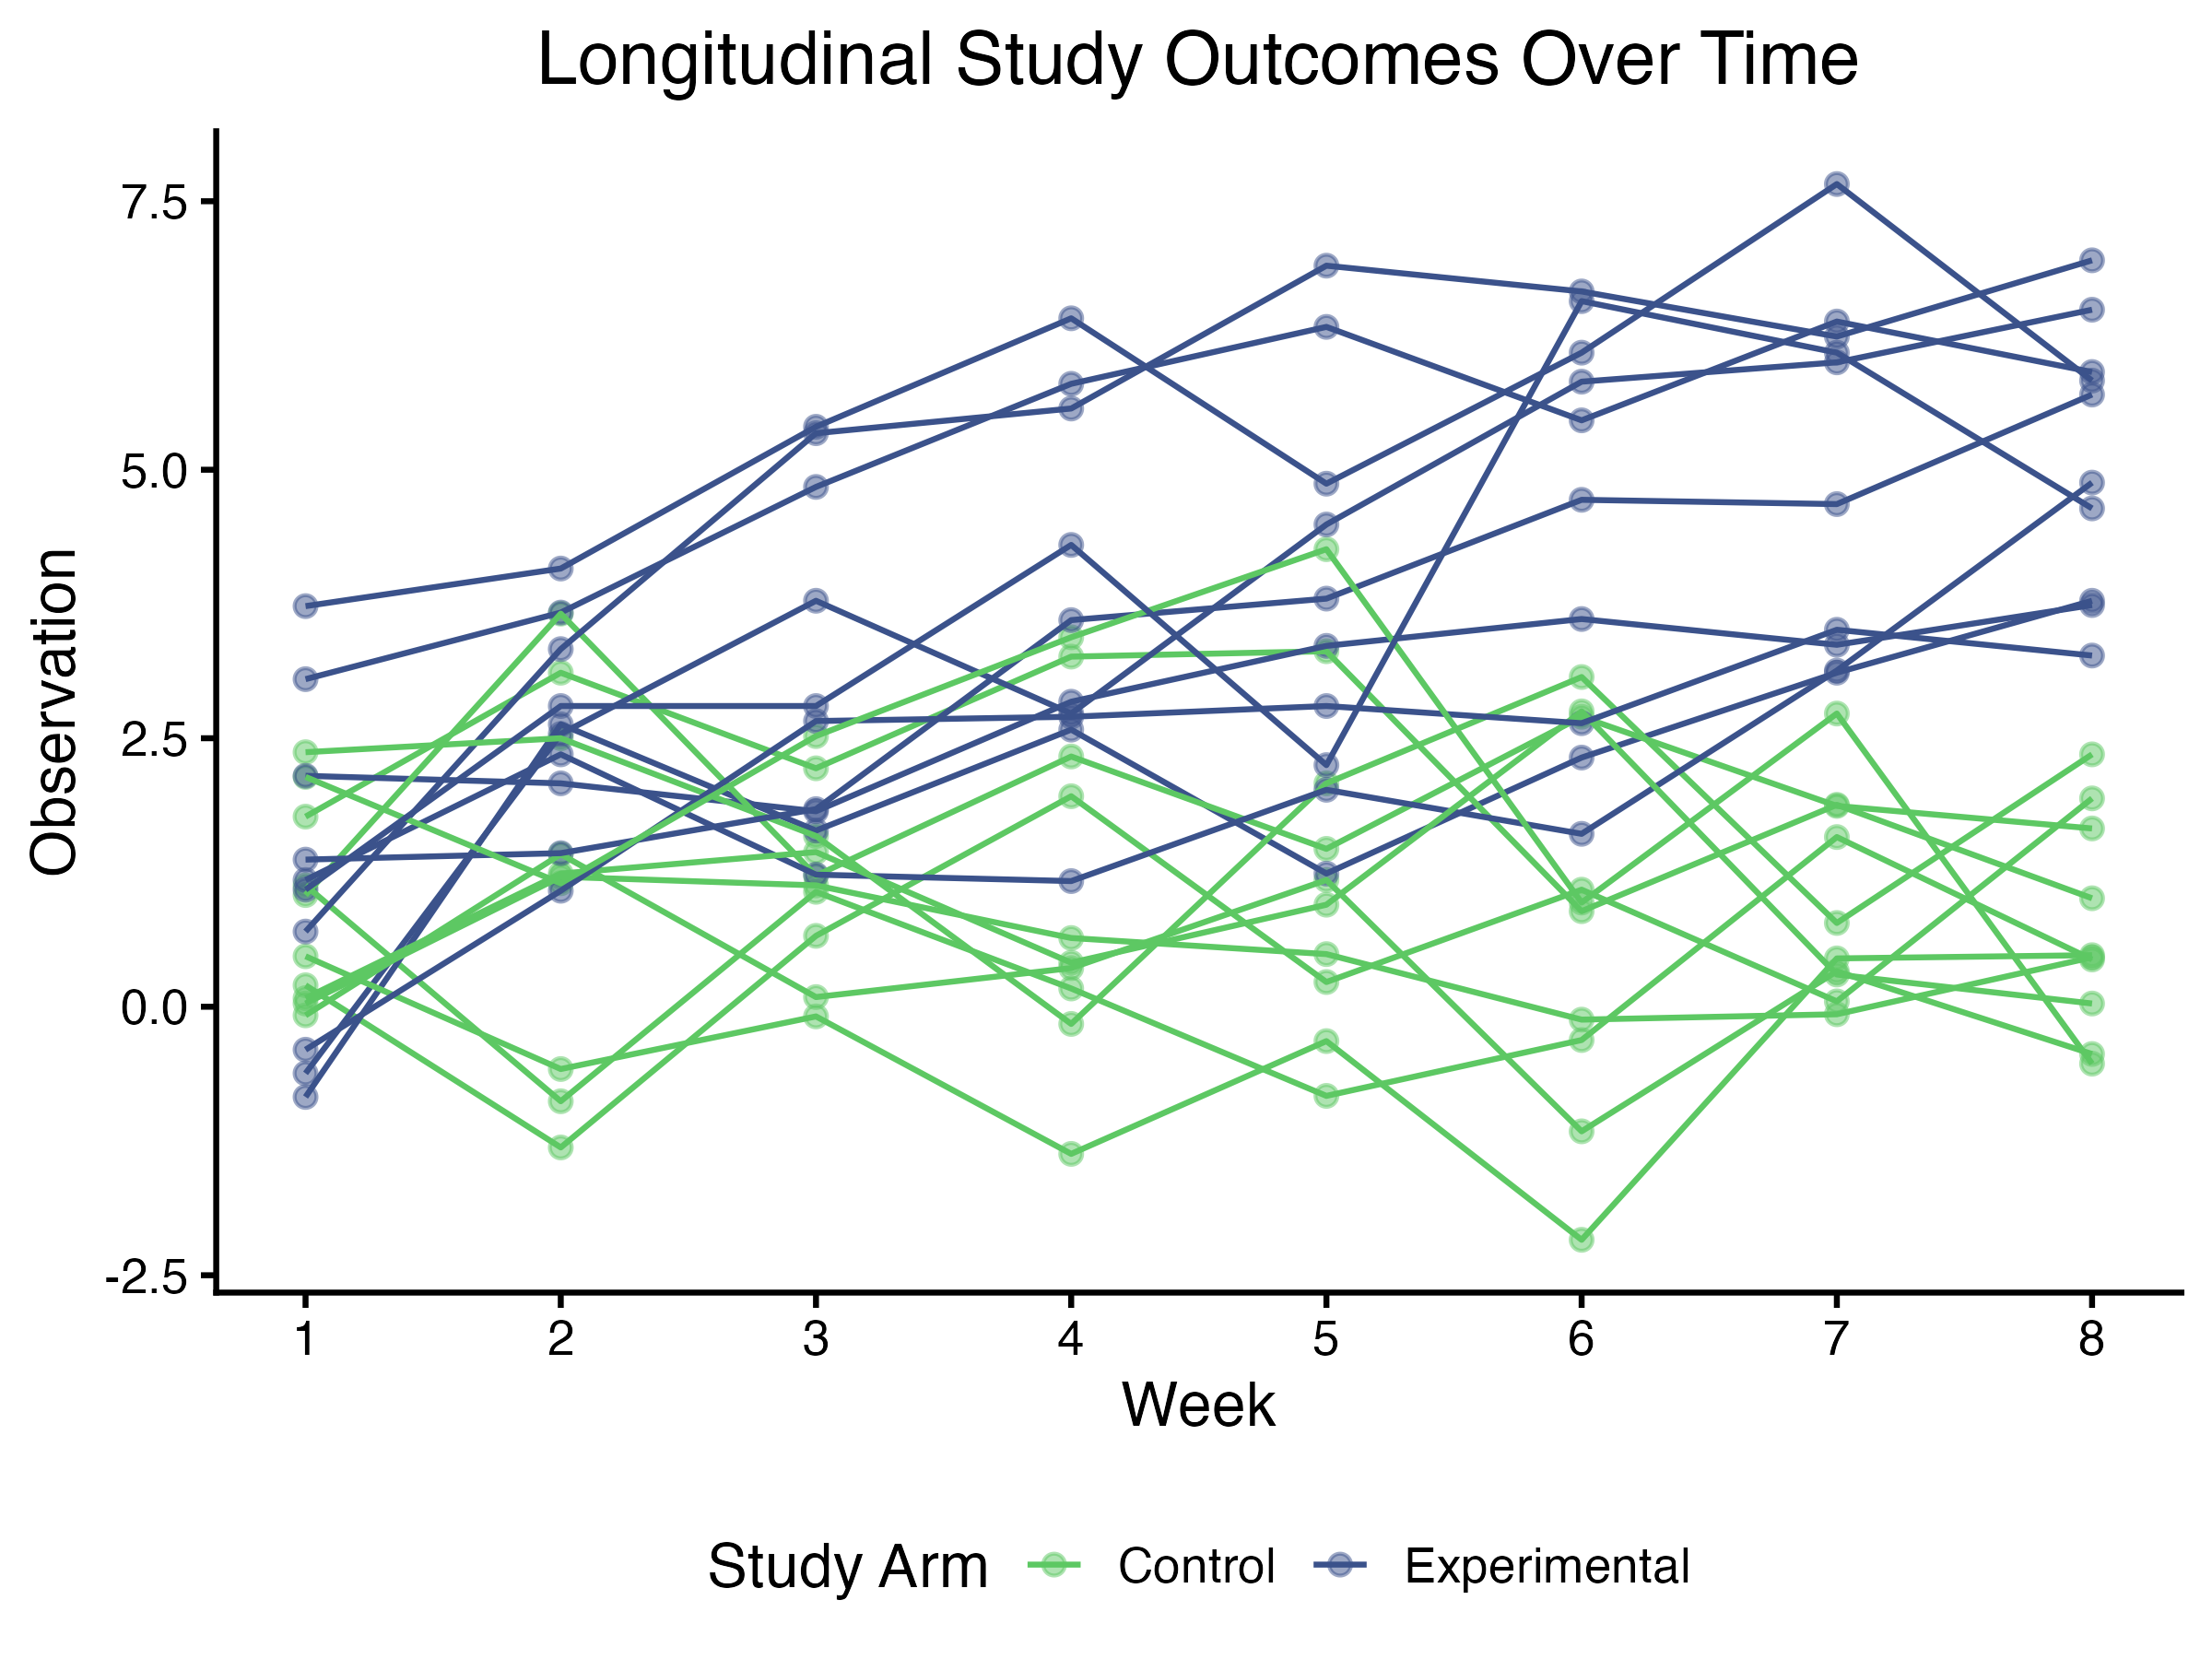 Longitudinal Study Outcomes Over Time
Observation
7.5
5.0
2.5
0.0
-2.5
1 2 3 4 5 6 7 8
Week
Study Arm Control Experimental